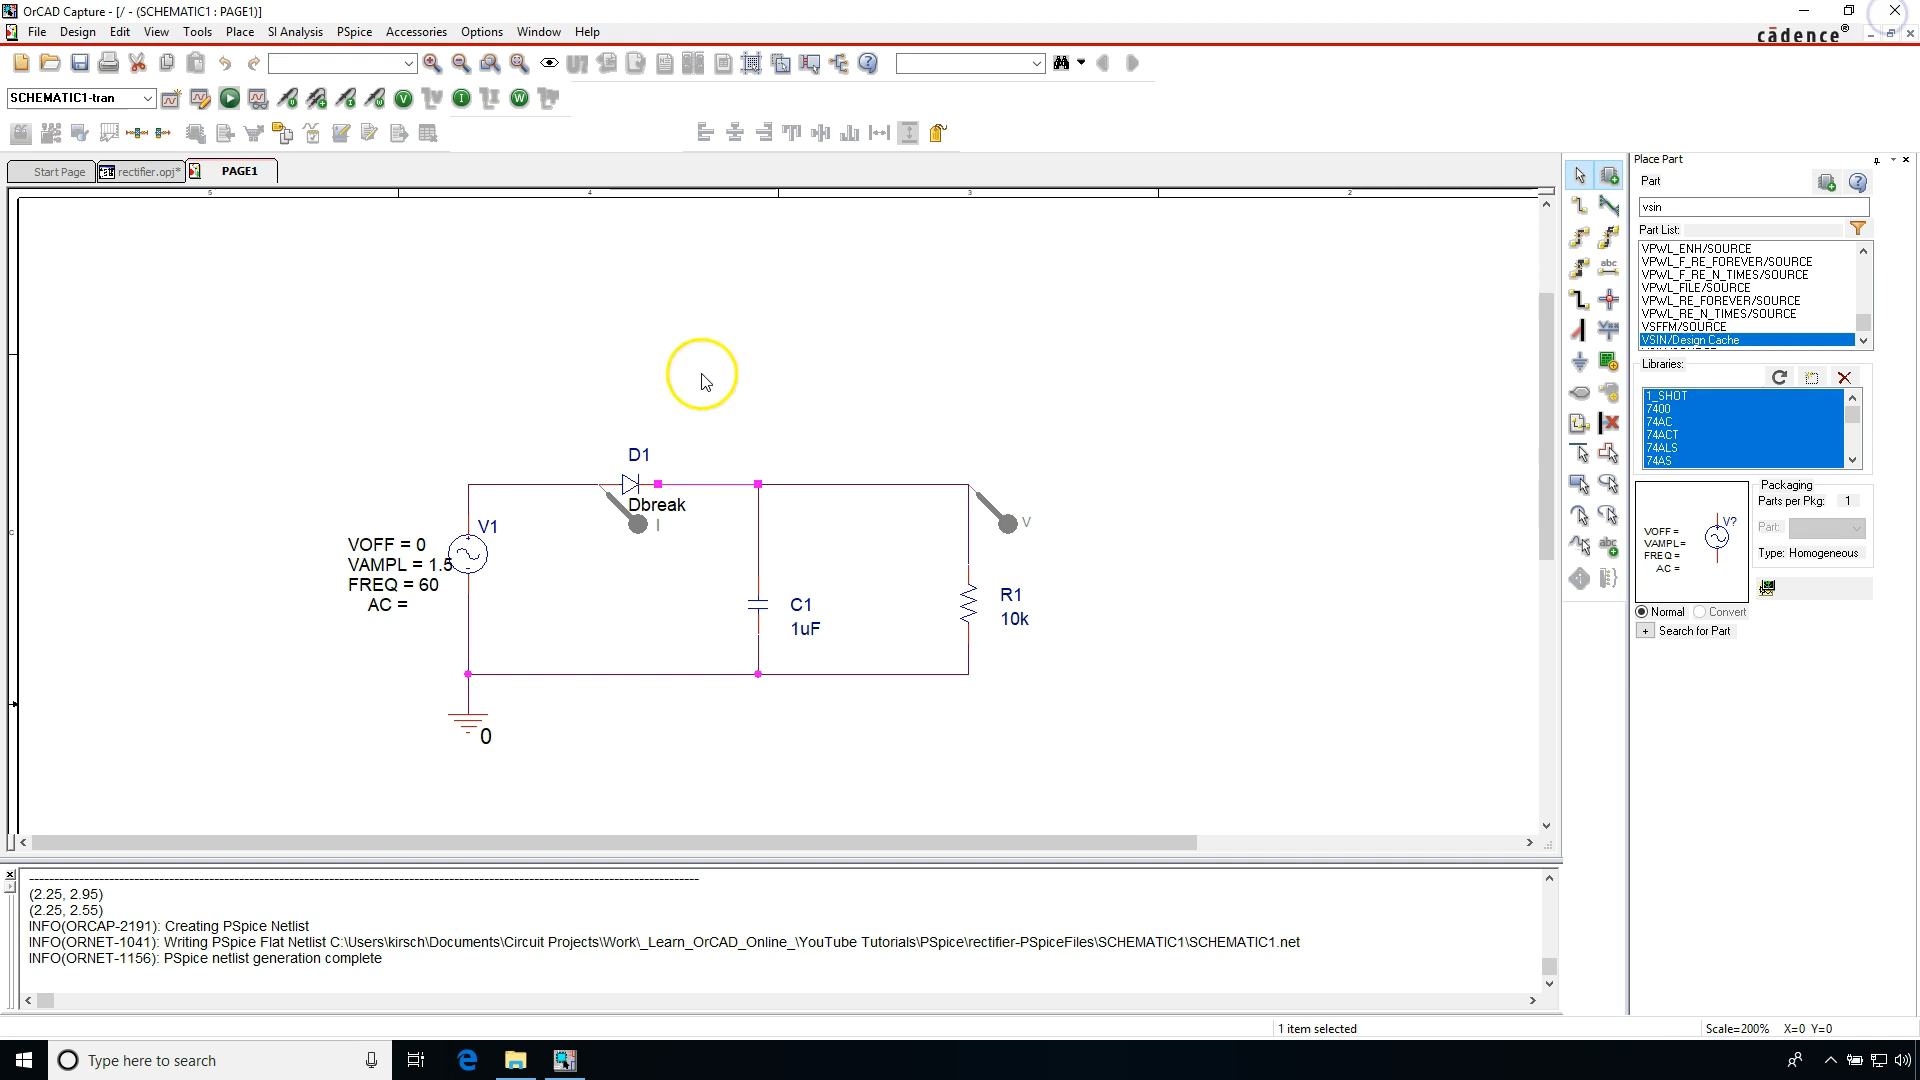 OrCAD Capture - [/ - (SCHEMATIC1 : PAGE1)]
File Design Edit View Tools Place SI Analysis PSpice Accessories Options Window Help
cādence®
SCHEMATIC1-tran
Start Page
rectifier.opj*
PAGE1
5 4 3 2
C
D1
Dbreak
I
V
V1
VOFF = 0
VAMPL = 1.5
FREQ = 60
AC =
C1
1uF
R1
10k
0
(2.25, 2.95)
(2.25, 2.55)
INFO(ORCAP-2191): Creating PSpice Netlist
INFO(ORNET-1041): Writing PSpice Flat Netlist C:\Users\kirsch\Documents\Circuit Projects\Work\_Learn_OrCAD_Online_\YouTube Tutorials\PSpice\rectifier-PSpiceFiles\SCHEMATIC1\SCHEMATIC1.net
INFO(ORNET-1156): PSpice netlist generation complete
1 item selected
Scale=200% X=0 Y=0
Place Part
Part
vsin
Part List:
VPWL_ENH/SOURCE
VPWL_F_RE_FOREVER/SOURCE
VPWL_F_RE_N_TIMES/SOURCE
VPWL_FILE/SOURCE
VPWL_RE_FOREVER/SOURCE
VPWL_RE_N_TIMES/SOURCE
VSFFM/SOURCE
VSIN/Design Cache
Libraries:
1_SHOT
7400
74AC
74ACT
74ALS
74AS
V?
VOFF =
VAMPL =
FREQ =
AC =
Packaging
Parts per Pkg: 1
Part:
Type: Homogeneous
Normal Convert
+ Search for Part
Type here to search